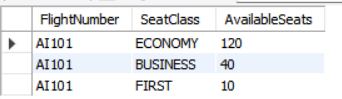 FlightNumber SeatClass AvailableSeats
AI101 ECONOMY 120
AI101 BUSINESS 40
AI101 FIRST 10